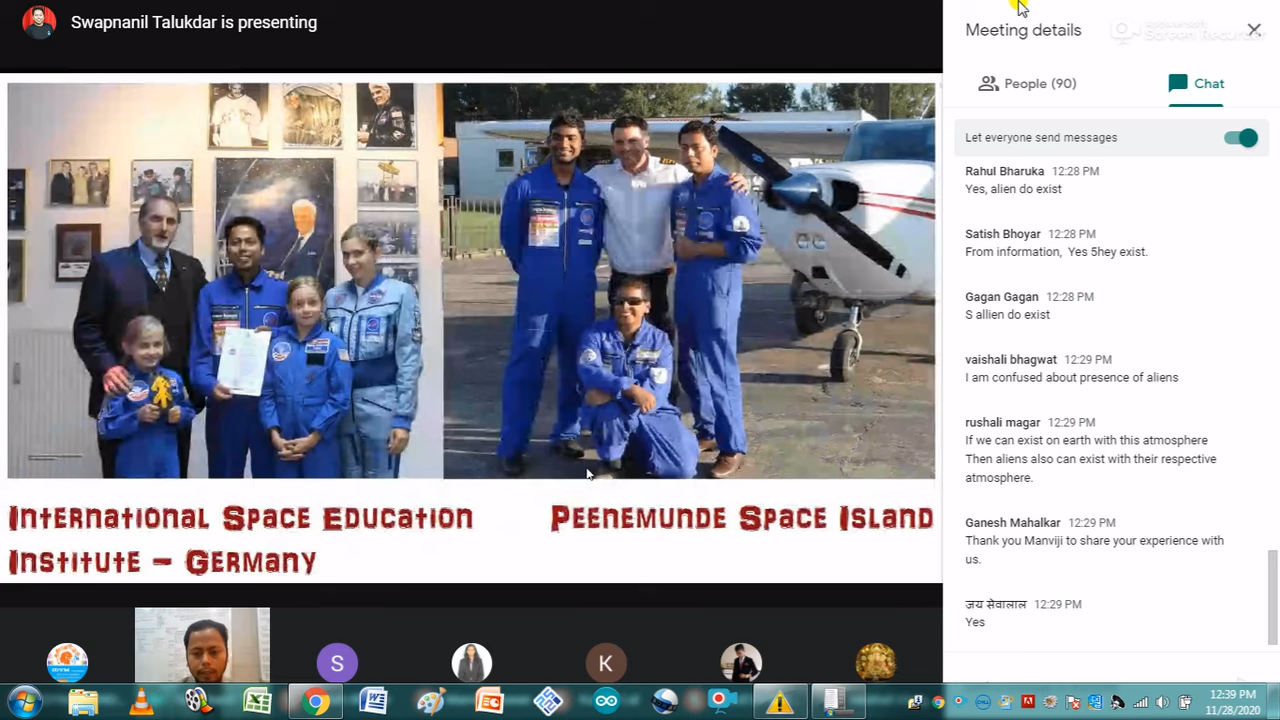 Swapnanil Talukdar is presenting
International Space Education
Institute – Germany
Peenemunde Space Island
S
K
Meeting details
Apowersoft
Screen Recorder
People (90)
Chat
Let everyone send messages
Rahul Bharuka 12:28 PM
Yes, alien do exist
Satish Bhoyar 12:28 PM
From information, Yes 5hey exist.
Gagan Gagan 12:28 PM
S allien do exist
vaishali bhagwat 12:29 PM
I am confused about presence of aliens
rushali magar 12:29 PM
If we can exist on earth with this atmosphere
Then aliens also can exist with their respective
atmosphere.
Ganesh Mahalkar 12:29 PM
Thank you Manviji to share your experience with
us.
जय सेवालाल 12:29 PM
Yes
12:39 PM
11/28/2020